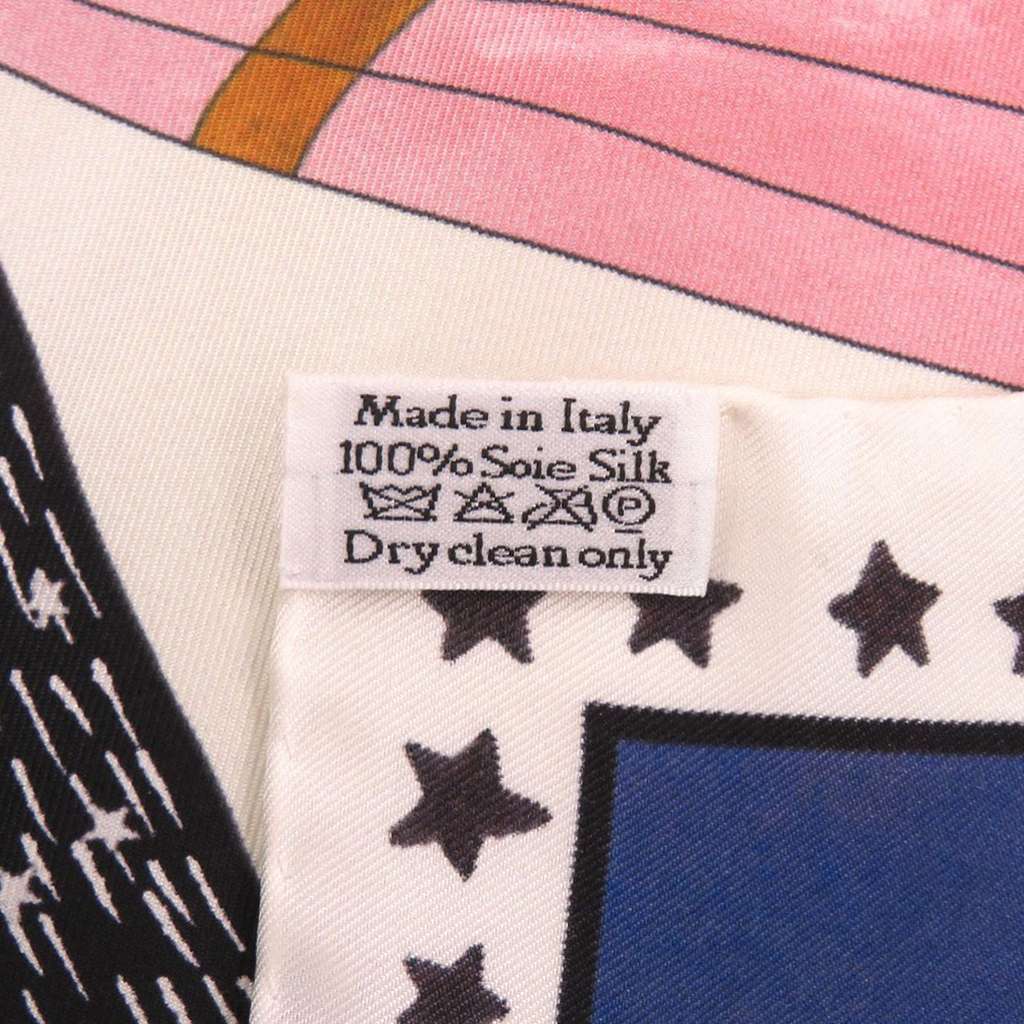 Made in Italy
100% Soie Silk
P
Dry clean only